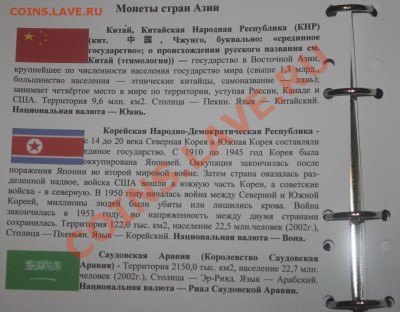 COINS.LAVE.RU
Монеты стран Азии
Китай, Китайская Народная Республика (КНР)
(кит. 中国, Чжунго, буквально: «срединное
государство»; о происхождении русского названия см.
Китай (этимология)) — государство в Восточной Азии,
крупнейшее по численности населения государство мира (свыше 1,3 млрд.,
большинство населения — этнические китайцы, самоназвание — хань);
занимает четвёртое место в мире по территории, уступая России, Канаде и
США. Территория 9,6 млн. км2. Столица — Пекин. Язык — Китайский.
Национальная валюта — Юань.
Корейская Народно-Демократическая Республика -
с 14 до 20 века Северная Корея и Южная Корея составляли
единое государство. С 1910 по 1945 год Корея была
оккупирована Японией. Оккупация закончилась после
поражения Японии во второй мировой войне. Затем страна оказалась раз-
деленной надвое, войска США вошли в южную часть Кореи, а советские
войска - в северную. В 1950 году началась война между Северной и Южной
Кореей, миллионы людей были убиты или лишились крова. Война
закончилась в 1953 году, но напряженность между двумя странами
сохранилась. Территория 122,0 тыс. км2, население 22,5 млн.человек (2002г.),
Столица — Пхеньян. Язык — Корейский. Национальная валюта — Вона.
Саудовская Аравия (Королевство Саудовская
Аравия) - Территория 2150,0 тыс. км2, население 22,7 млн.
человек (2002г.), Столица — Эр-Рияд. Язык — Арабский.
Национальная валюта — Риал Саудовской Аравии.
COINS.LAVE.RU